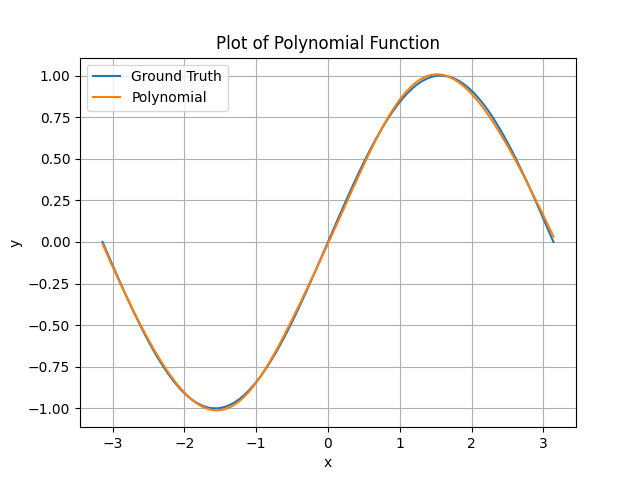 Plot of Polynomial Function
Ground Truth
Polynomial
1.00
0.75
0.50
0.25
0.00
−0.25
−0.50
−0.75
−1.00
y
−3 −2 −1 0 1 2 3
x